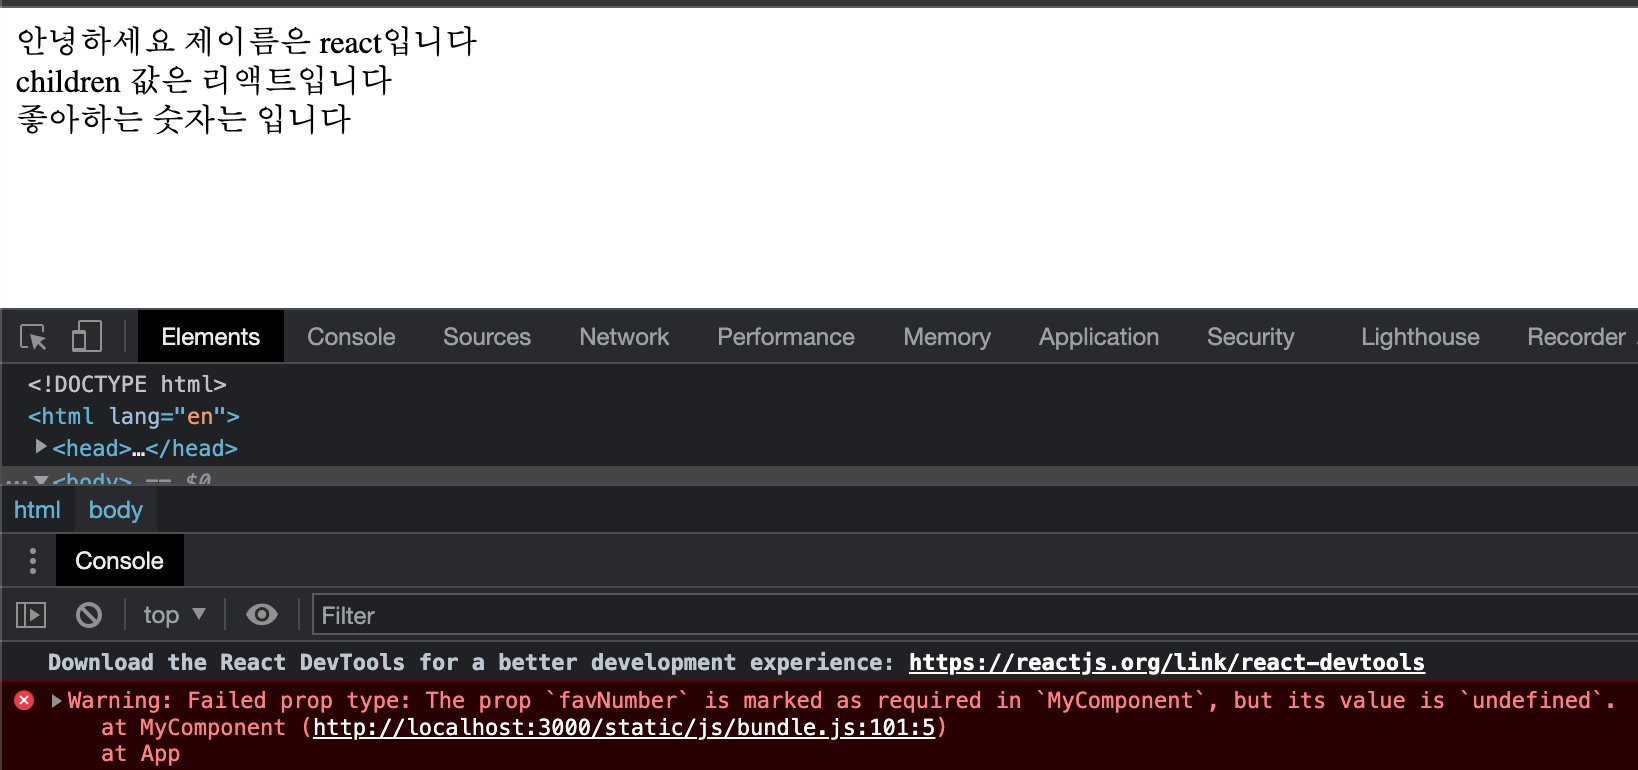 안녕하세요 제이름은 react입니다
children 값은 리액트입니다
좋아하는 숫자는 입니다
Elements Console Sources Network Performance Memory Application Security Lighthouse Recorder
<!DOCTYPE html>
<html lang="en">
<head>…</head>
<body> == $0
html body
Console
top Filter
Download the React DevTools for a better development experience: https://reactjs.org/link/react-devtools
Warning: Failed prop type: The prop `favNumber` is marked as required in `MyComponent`, but its value is `undefined`.
at MyComponent (http://localhost:3000/static/js/bundle.js:101:5)
at App